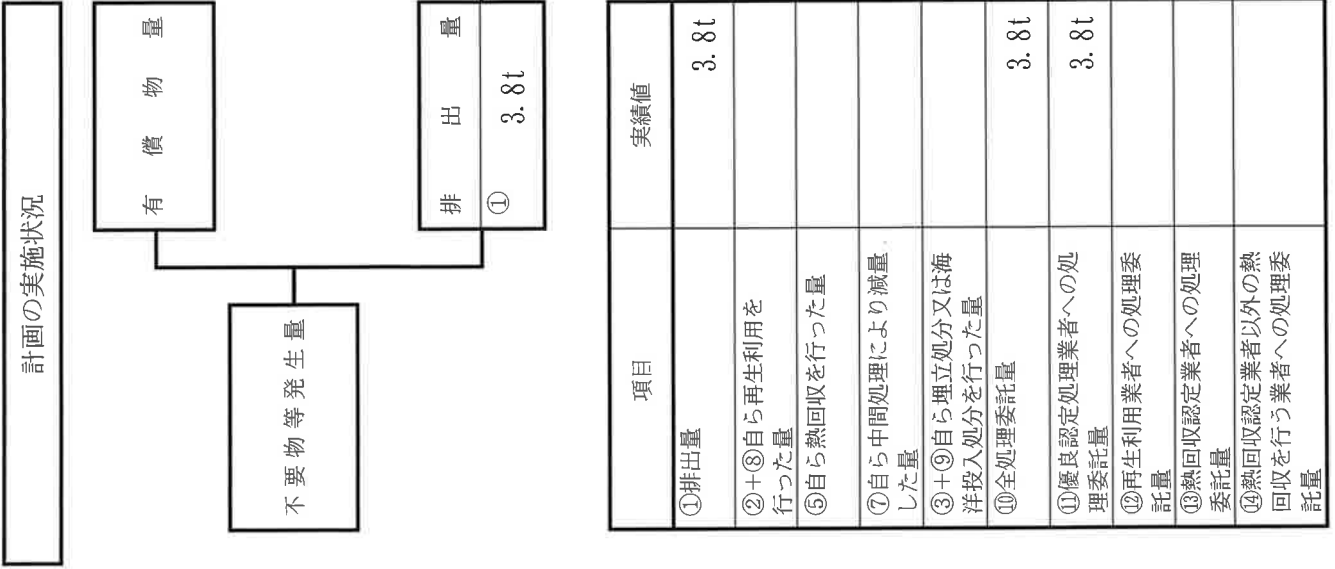 計画の実施状況
有償物量
不要物等発生量
排出量
①
3.8t
項目
実績値
①排出量
3.8t
②+⑧自ら再生利用を
行った量
⑤自ら熱回収を行った量
⑦自ら中間処理により減量
した量
③+⑨自ら埋立処分又は海
洋投入処分を行った量
⑩全処理委託量
3.8t
⑪優良認定処理業者への処
理委託量
3.8t
⑫再生利用業者への処理委
託量
⑬熱回収認定業者への処理
委託量
⑭熱回収認定業者以外の熱
回収を行う業者への処理委
託量